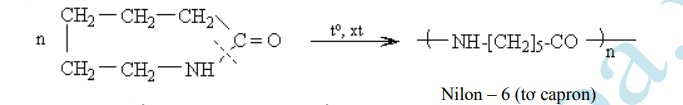 CH₂—CH₂—CH₂
n C=O t°, xt —( NH-[CH₂]₅-CO )—n
CH₂—CH₂—NH
Nilon – 6 (tơ capron)